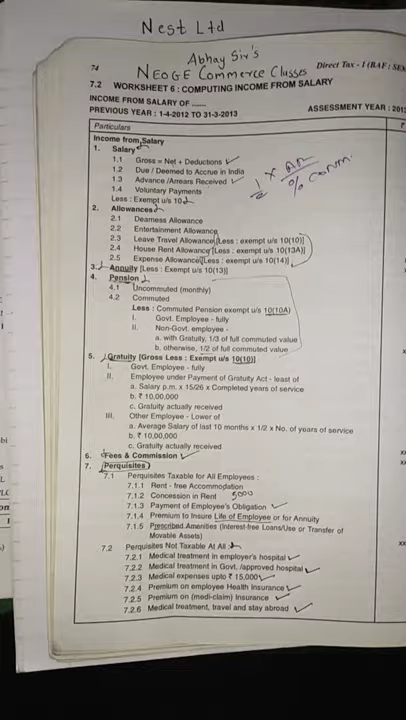 Nest Ltd
Abhay Sir's
74
NEOGE Commerce Classes
Direct Tax - I (BAF : SEM
7.2 WORKSHEET 6 : COMPUTING INCOME FROM SALARY
INCOME FROM SALARY OF ......
PREVIOUS YEAR : 1-4-2012 TO 31-3-2013
ASSESSMENT YEAR : 201
Particulars
Income from Salary
1. Salary
1.1 Gross = Net + Deductions
1.2 Due / Deemed to Accrue in India
1.3 Advance/Arrears Received
1.4 Voluntary Payments
Less : Exempt u/s 10
2. Allowances
2.1 Dearness Allowance
2.2 Entertainment Allowance
2.3 Leave Travel Allowance [Less : exempt u/s 10(10)]
2.4 House Rent Allowance [Less : exempt u/s 10(13A)]
2.5 Expense Allowance [Less : exempt u/s 10(14)]
3. Annuity [Less : Exempt u/s 10(13)]
4. Pension
4.1 Uncommuted (monthly)
4.2 Commuted
Less : Commuted Pension exempt u/s 10(10A)
I. Govt. Employee - fully
II. Non-Govt. employee -
a. with Gratuity, 1/3 of full commuted value
b. otherwise, 1/2 of full commuted value
5. Gratuity [Gross Less : Exempt u/s 10(10)]
I. Govt. Employee - fully
II. Employee under Payment of Gratuity Act - least of
a. Salary p.m. x 15/26 x Completed years of service
b. ₹ 10,00,000
c. Gratuity actually received
III. Other Employee - Lower of
a. Average Salary of last 10 months x 1/2 x No. of years of service
b. ₹ 10,00,000
c. Gratuity actually received
6. Fees & Commission
7. Perquisites
7.1 Perquisites Taxable for All Employees :
7.1.1 Rent - free Accommodation
7.1.2 Concession in Rent 5000
7.1.3 Payment of Employee's Obligation
7.1.4 Premium to Insure Life of Employee or for Annuity
7.1.5 Prescribed Amenities (Interest-free Loans/Use or Transfer of
Movable Assets)
7.2 Perquisites Not Taxable At All
7.2.1 Medical treatment in employer's hospital
7.2.2 Medical treatment in Govt. /approved hospital
7.2.3 Medical expenses upto ₹ 15,000
7.2.4 Premium on employee Health Insurance
7.2.5 Premium on (medi-claim) Insurance
7.2.6 Medical treatment, travel and stay abroad